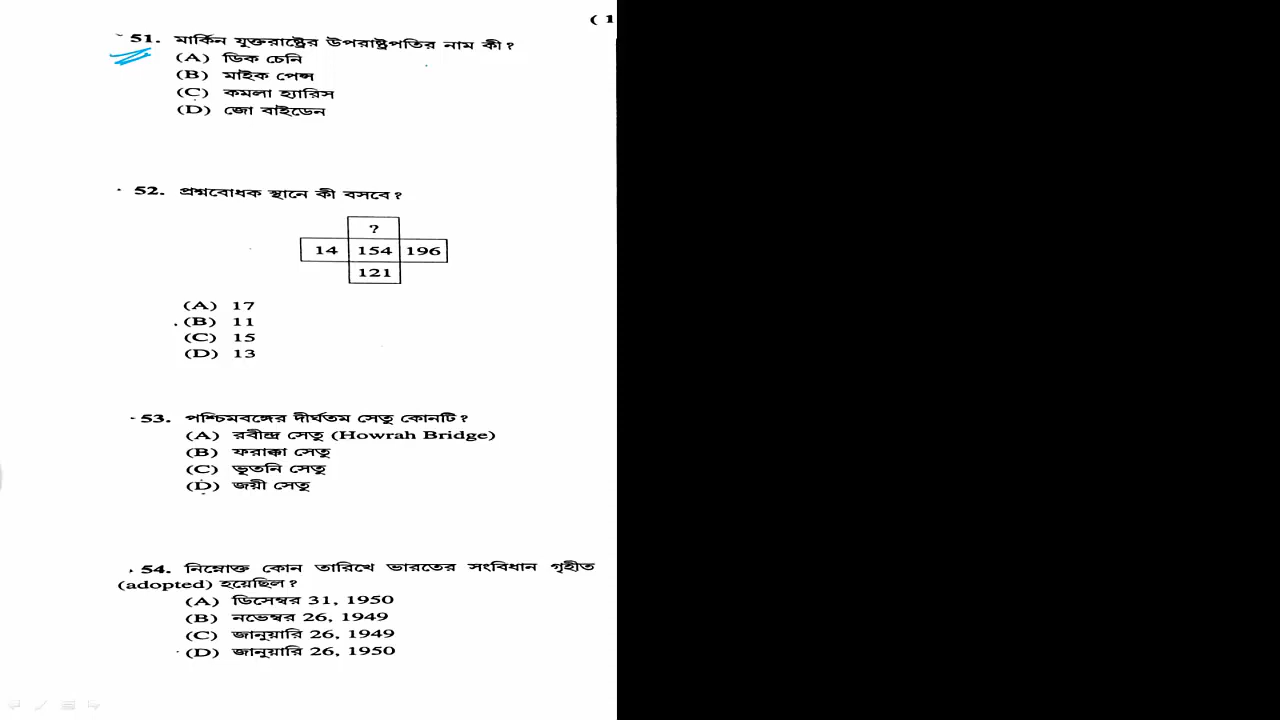 ( 1
51. মার্কিন যুক্তরাষ্ট্রের উপরাষ্ট্রপতির নাম কী?
(A) ডিক চেনি
(B) মাইক পেন্স
(C) কমলা হ্যারিস
(D) জো বাইডেন
52. প্রশ্নবোধক স্থানে কী বসবে?
?
14 154 196
121
(A) 17
(B) 11
(C) 15
(D) 13
53. পশ্চিমবঙ্গের দীর্ঘতম সেতু কোনটি?
(A) রবীন্দ্র সেতু (Howrah Bridge)
(B) ফরাক্কা সেতু
(C) ভূতনি সেতু
(D) জয়ী সেতু
54. নিম্নোক্ত কোন তারিখে ভারতের সংবিধান গৃহীত
(adopted) হয়েছিল?
(A) ডিসেম্বর 31, 1950
(B) নভেম্বর 26, 1949
(C) জানুয়ারি 26, 1949
(D) জানুয়ারি 26, 1950